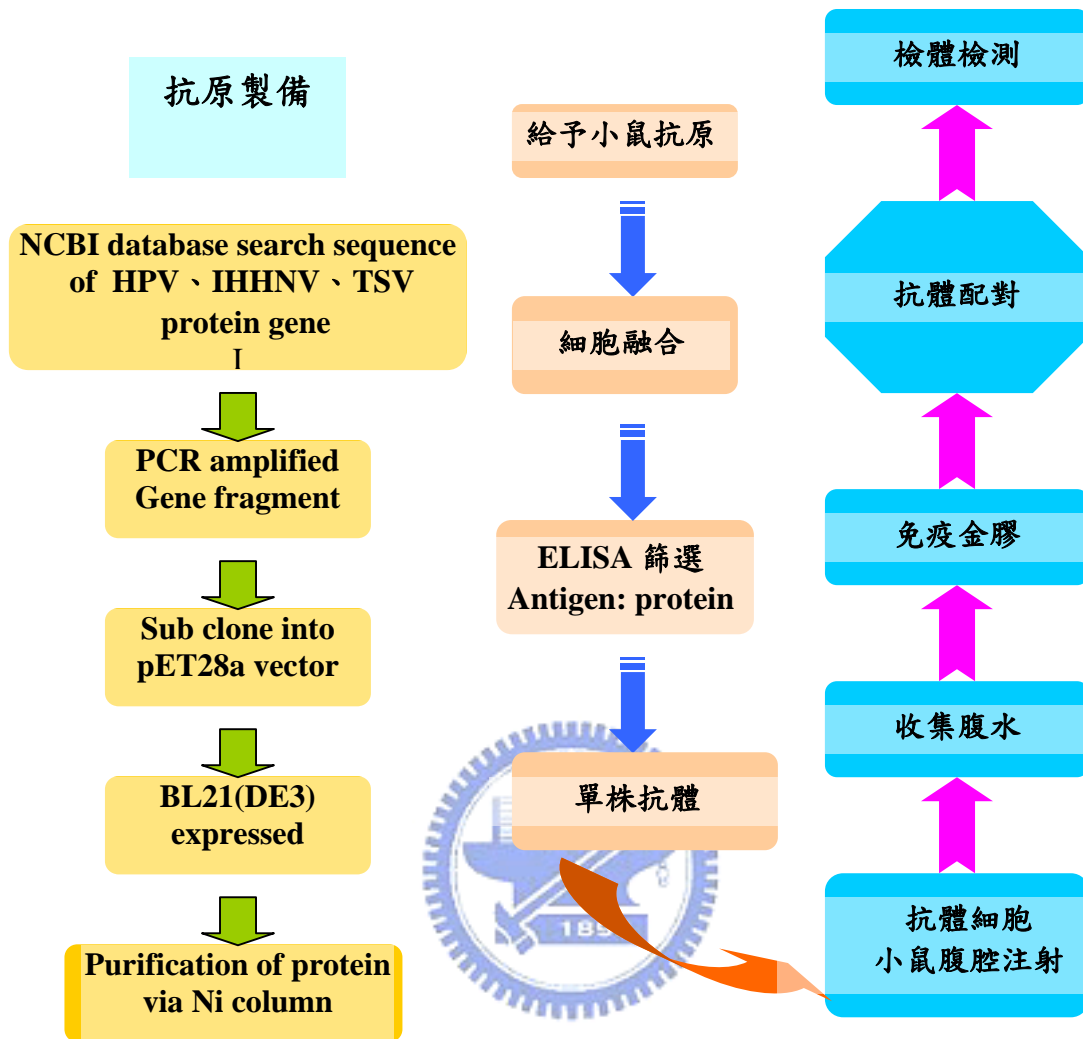 抗原製備
NCBI database search sequence
of HPV、IHHNV、TSV
protein gene
I
PCR amplified
Gene fragment
Sub clone into
pET28a vector
BL21(DE3)
expressed
Purification of protein
via Ni column
給予小鼠抗原
細胞融合
ELISA 篩選
Antigen: protein
單株抗體
抗體細胞
小鼠腹腔注射
收集腹水
免疫金膠
抗體配對
檢體檢測